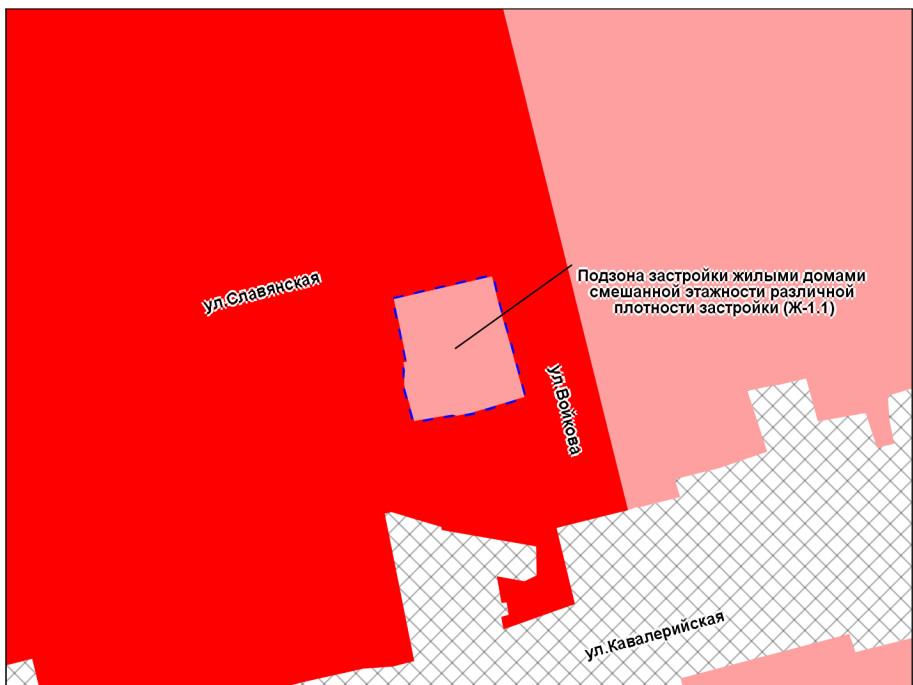 ул.Славянская
Подзона застройки жилыми домами
смешанной этажности различной
плотности застройки (Ж-1.1)
ул.Войкова
ул.Кавалерийская